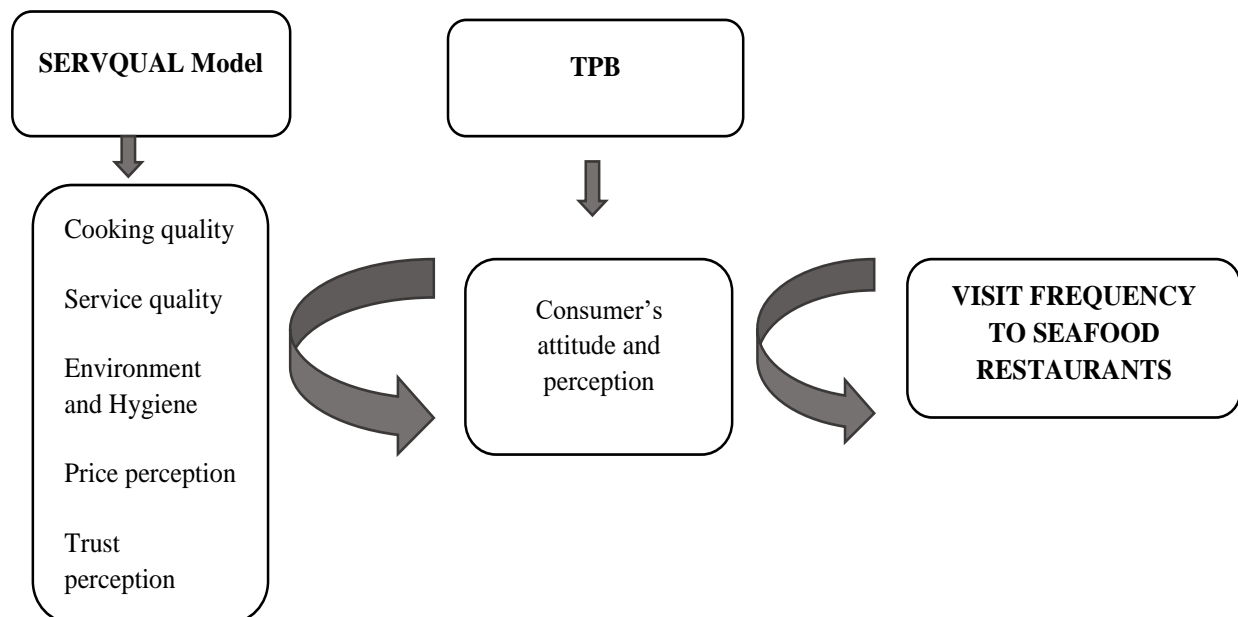 SERVQUAL Model
TPB
Cooking quality
Service quality
Environment
and Hygiene
Price perception
Trust
perception
Consumer’s
attitude and
perception
VISIT FREQUENCY
TO SEAFOOD
RESTAURANTS